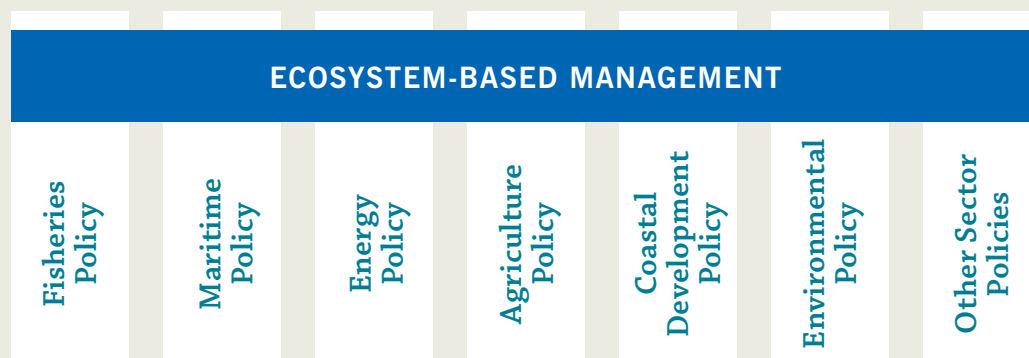 ECOSYSTEM-BASED MANAGEMENT
Fisheries
Policy
Maritime
Policy
Energy
Policy
Agriculture
Policy
Coastal
Development
Policy
Environmental
Policy
Other Sector
Policies